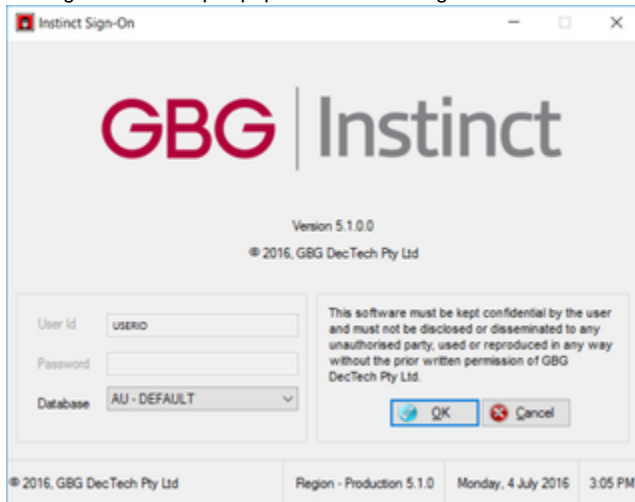 Instinct Sign-On
GBG Instinct
Version 5.1.0.0
© 2016, GBG DecTech Pty Ltd
User Id USERID
Password
Database AU - DEFAULT
This software must be kept confidential by the user
and must not be disclosed or disseminated to any
unauthorised party, used or reproduced in any way
without the prior written permission of GBG
DecTech Pty Ltd.
OK Cancel
© 2016, GBG DecTech Pty Ltd Region - Production 5.1.0 Monday, 4 July 2016 3:05 PM